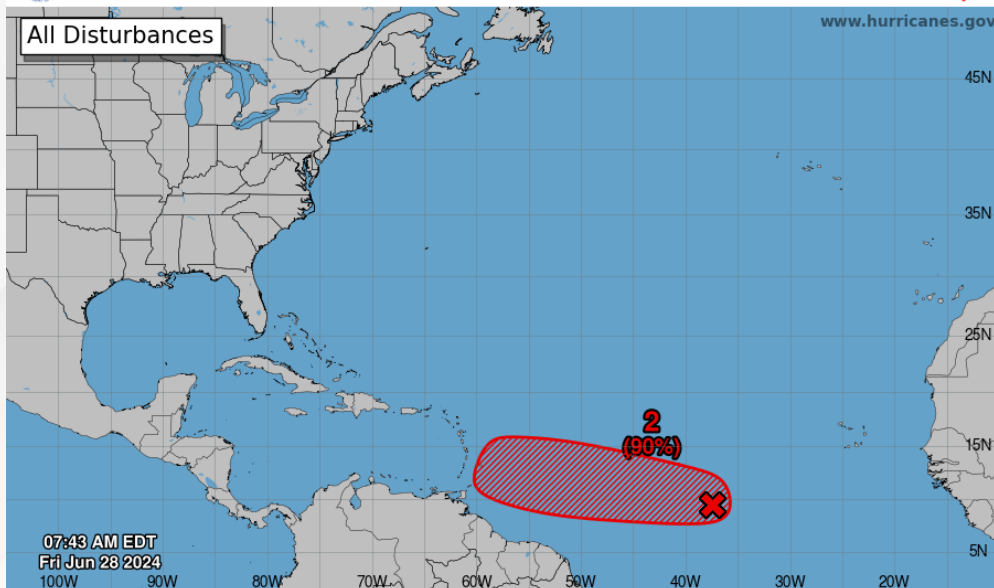 www.hurricanes.gov
All Disturbances
45N
35N
25N
2
(90%)
15N
07:43 AM EDT
Fri Jun 28 2024
5N
100W 90W 80W 70W 60W 50W 40W 30W 20W